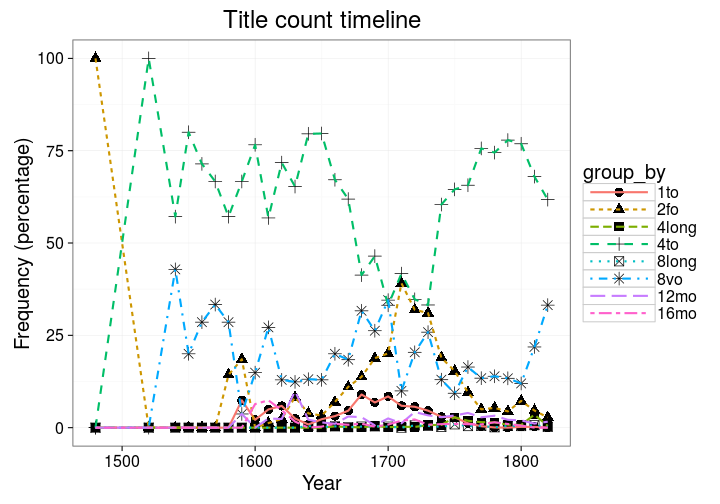 Title count timeline
Frequency (percentage)
100
75
50
25
0
1500
1600
1700
1800
Year
group_by
1to
2fo
4long
4to
8long
8vo
12mo
16mo